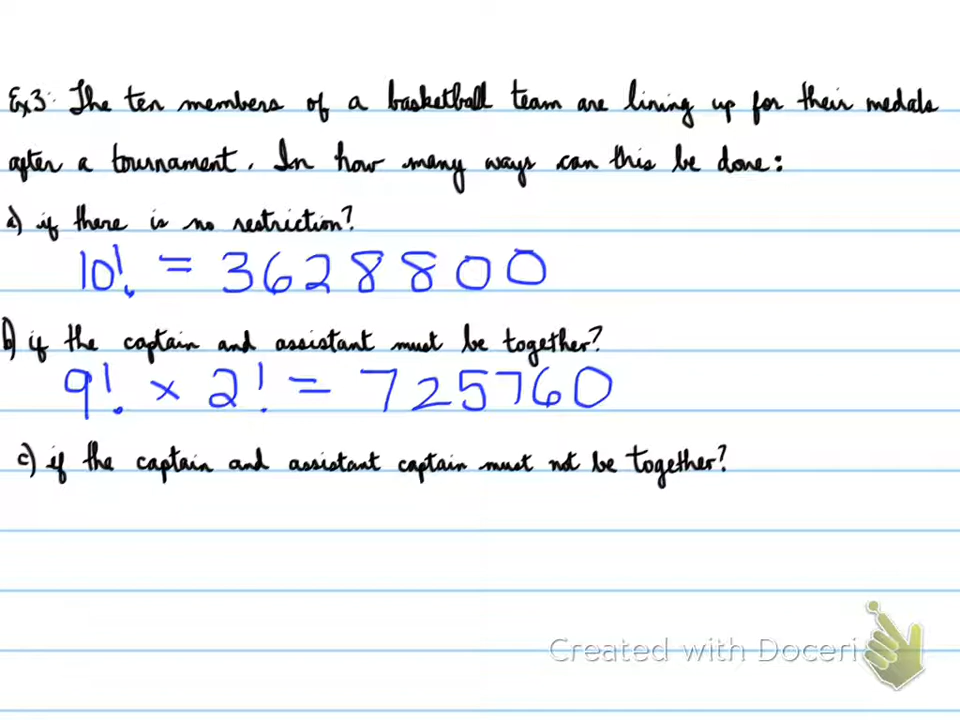 Ex3: The ten members of a basketball team are lining up for their medals
after a tournament. In how many ways can this be done:
a) if there is no restriction?
10! = 3628800
b) if the captain and assistant must be together?
9! × 2! = 725760
c) if the captain and assistant captain must not be together?
Created with Doceri